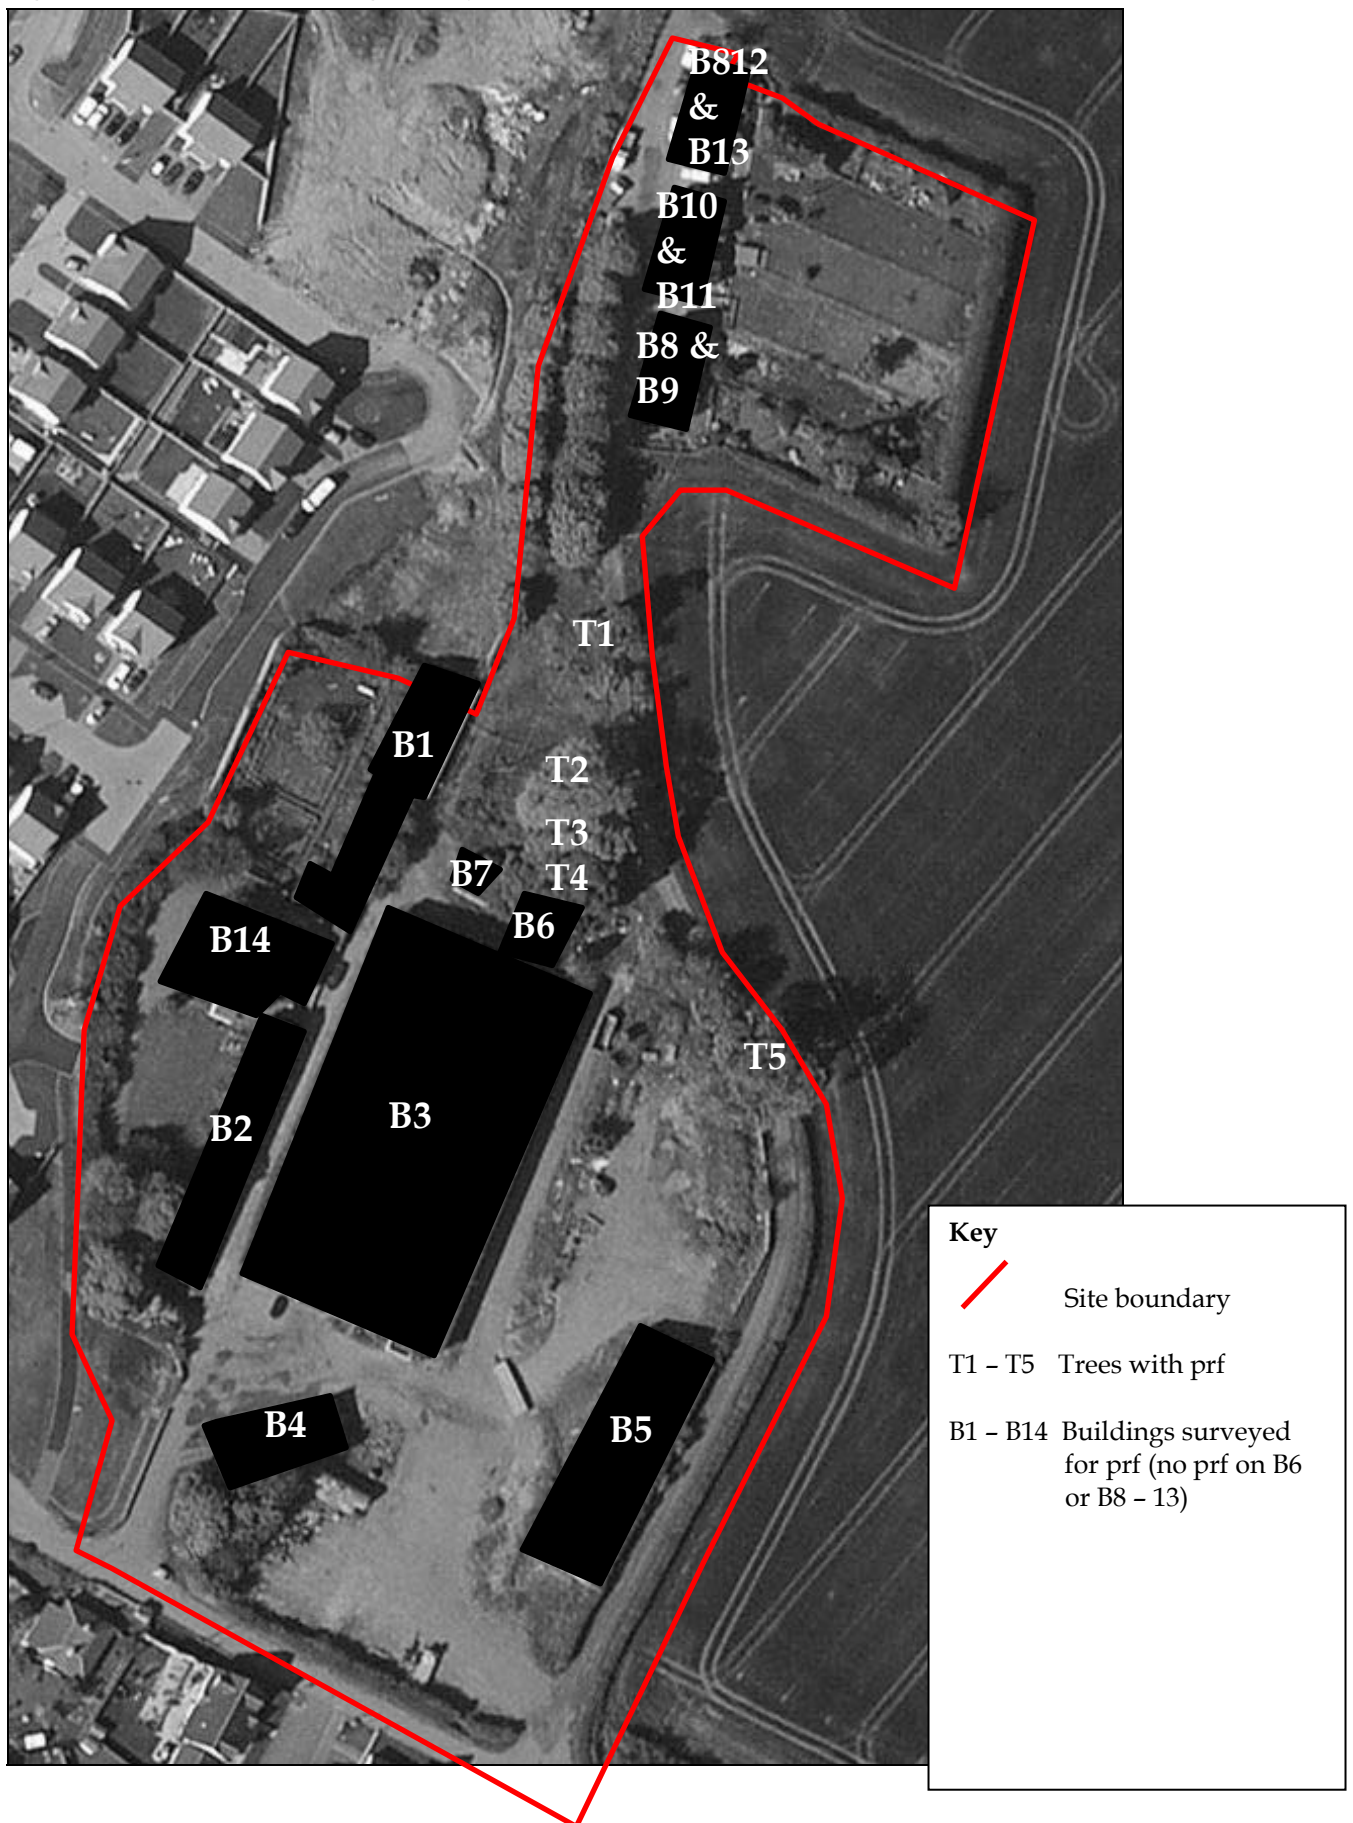 B812
&
B13
B10
&
B11
B8 &
B9
T1
B1
T2
T3
B7
T4
B6
B14
T5
B3
B2
B4
B5
Key
Site boundary
T1 – T5 Trees with prf
B1 – B14 Buildings surveyed
for prf (no prf on B6
or B8 – 13)